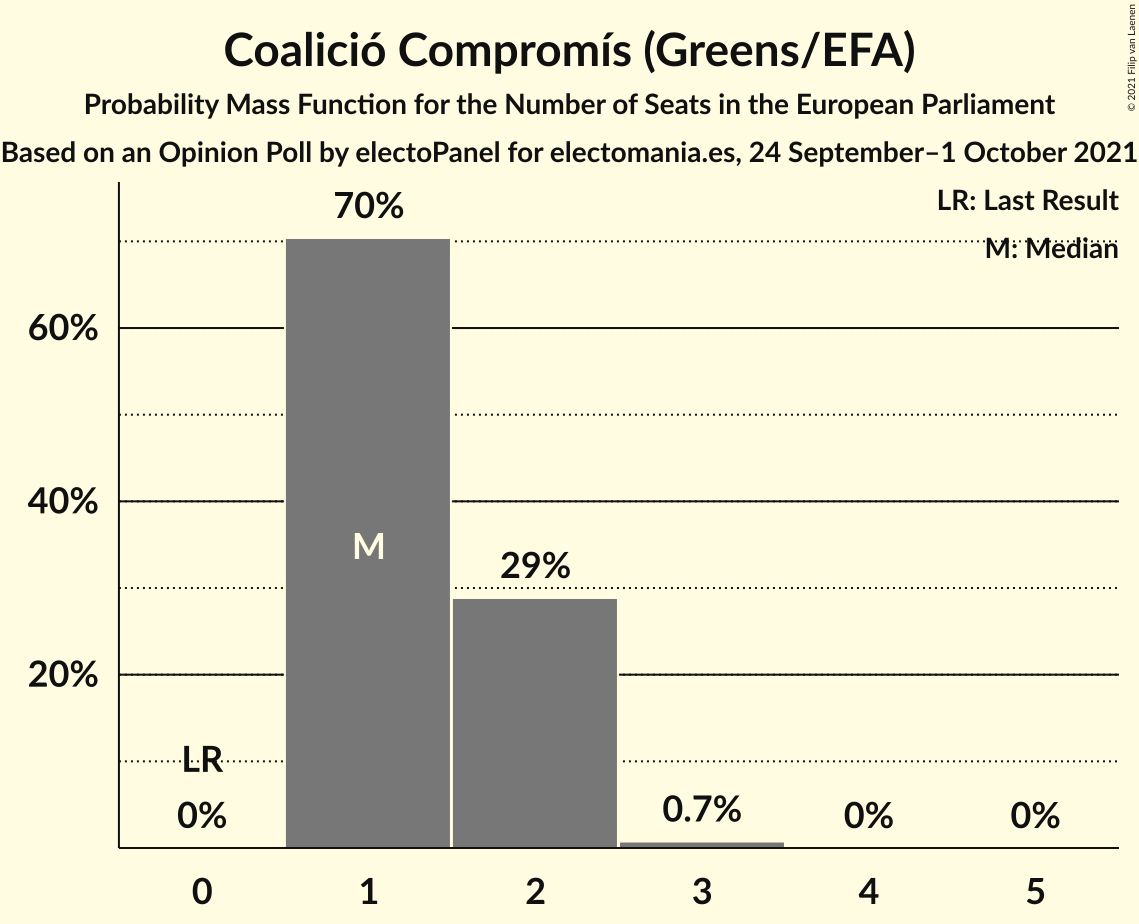 Coalició Compromís (Greens/EFA)
Probability Mass Function for the Number of Seats in the European Parliament
Based on an Opinion Poll by electoPanel for electomania.es, 24 September–1 October 2021
© 2021 Filip van Laenen
LR: Last Result
M: Median
70%
60%
40%
M
29%
20%
LR
0%
0.7%
0%
0%
0 1 2 3 4 5